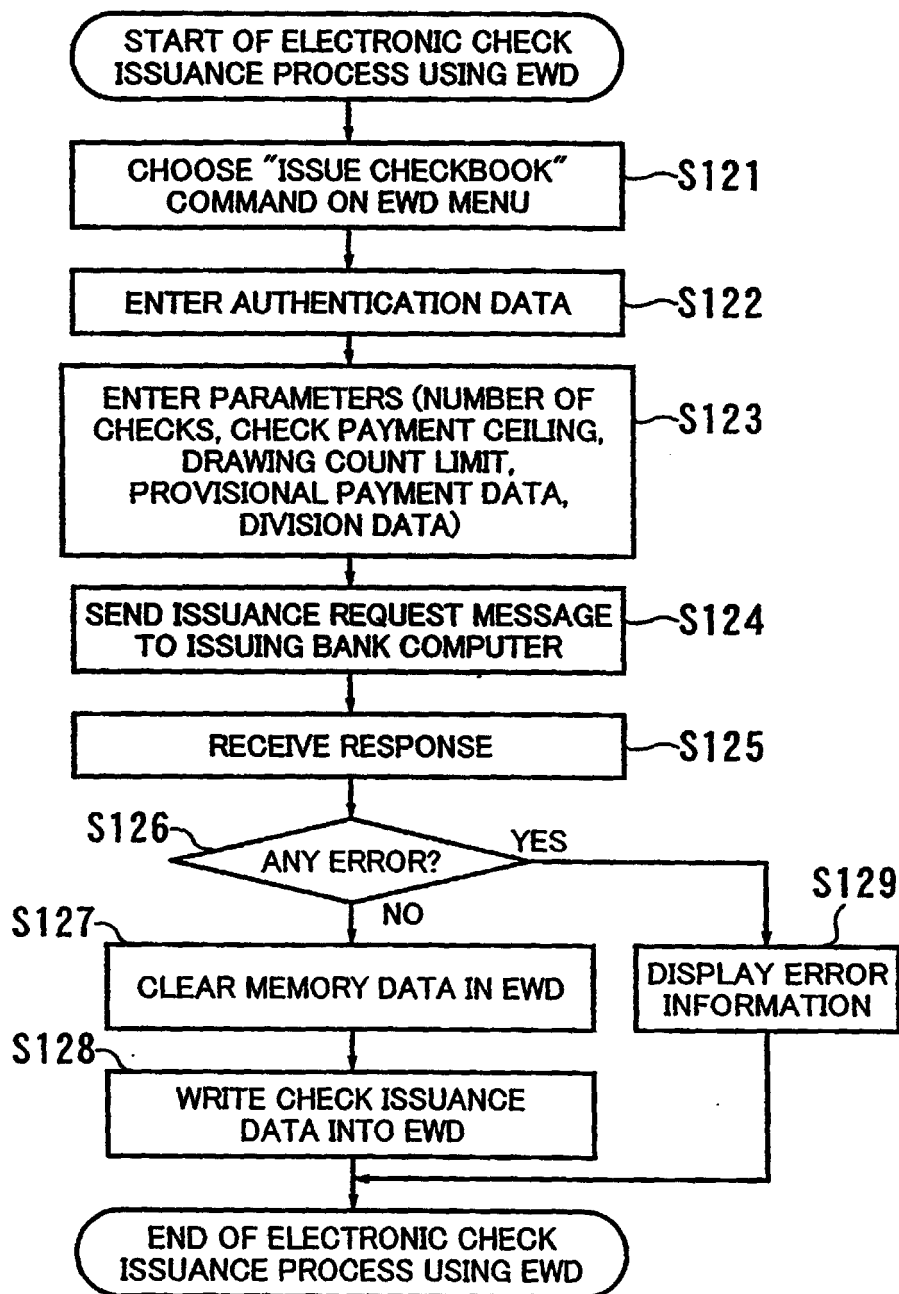 START OF ELECTRONIC CHECK
ISSUANCE PROCESS USING EWD
CHOOSE "ISSUE CHECKBOOK"
COMMAND ON EWD MENU
S121
ENTER AUTHENTICATION DATA
S122
ENTER PARAMETERS (NUMBER OF
CHECKS, CHECK PAYMENT CEILING,
DRAWING COUNT LIMIT,
PROVISIONAL PAYMENT DATA,
DIVISION DATA)
S123
SEND ISSUANCE REQUEST MESSAGE
TO ISSUING BANK COMPUTER
S124
RECEIVE RESPONSE
S125
S126
ANY ERROR?
YES
NO
S127
CLEAR MEMORY DATA IN EWD
S129
DISPLAY ERROR
INFORMATION
S128
WRITE CHECK ISSUANCE
DATA INTO EWD
END OF ELECTRONIC CHECK
ISSUANCE PROCESS USING EWD